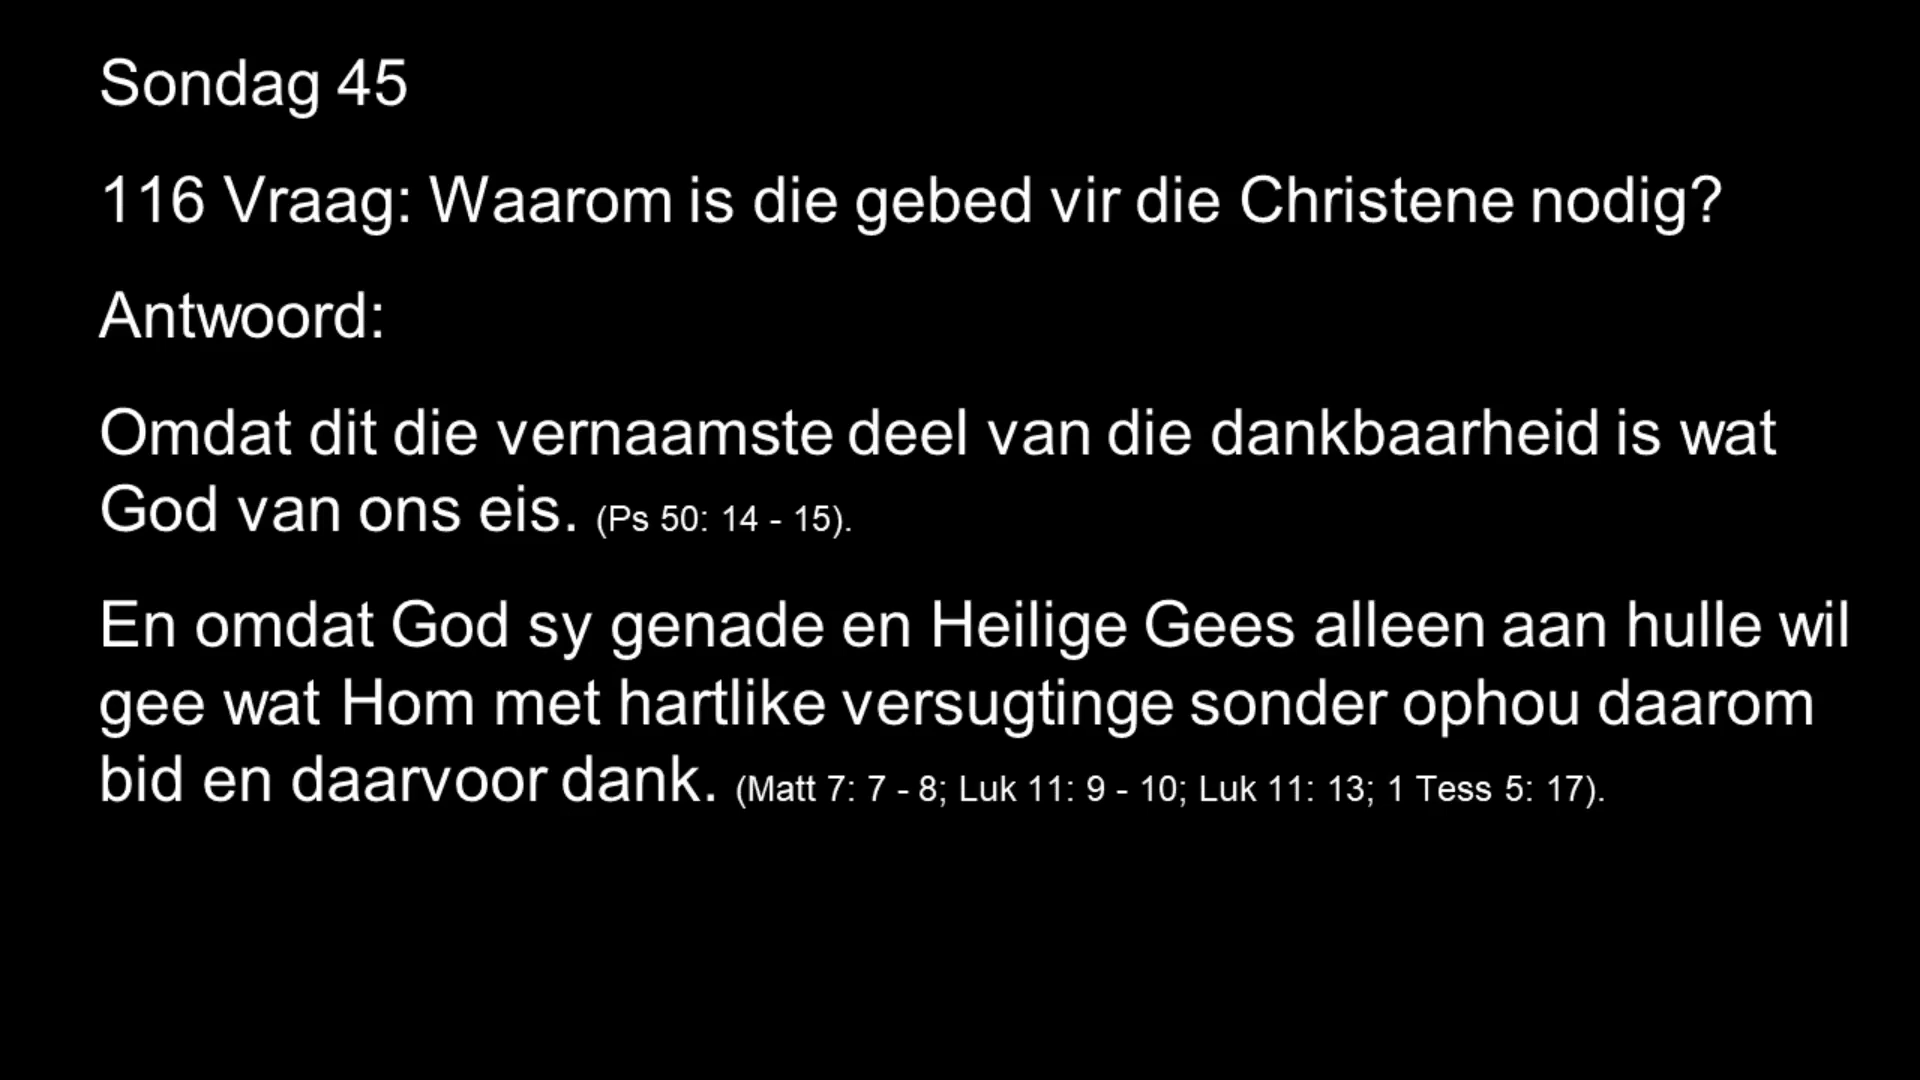 Sondag 45
116 Vraag: Waarom is die gebed vir die Christene nodig?
Antwoord:
Omdat dit die vernaamste deel van die dankbaarheid is wat
God van ons eis. (Ps 50: 14 - 15).
En omdat God sy genade en Heilige Gees alleen aan hulle wil
gee wat Hom met hartlike versugtinge sonder ophou daarom
bid en daarvoor dank. (Matt 7: 7 - 8; Luk 11: 9 - 10; Luk 11: 13; 1 Tess 5: 17).